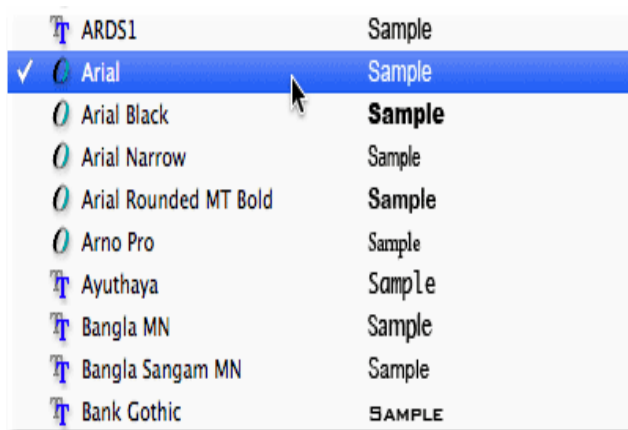 ARDS1 Sample
Arial Sample
Arial Black Sample
Arial Narrow Sample
Arial Rounded MT Bold Sample
Arno Pro Sample
Ayuthaya Sample
Bangla MN Sample
Bangla Sangam MN Sample
Bank Gothic SAMPLE